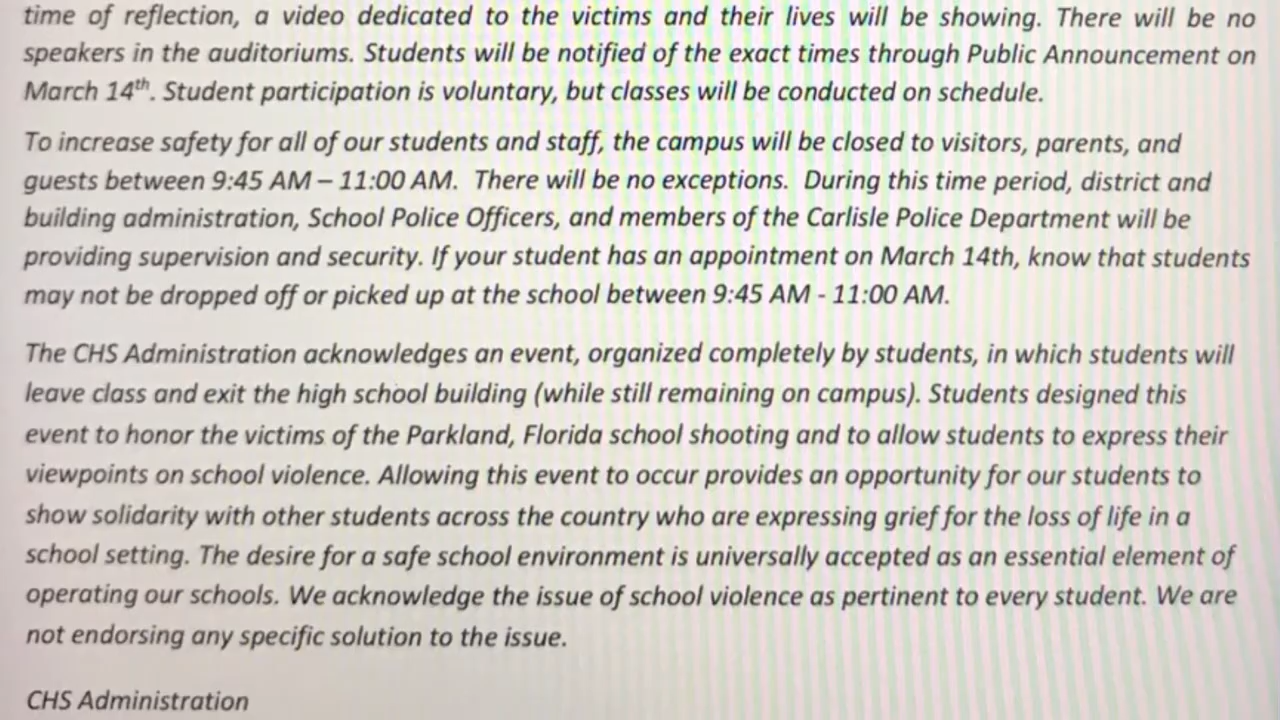 time of reflection, a video dedicated to the victims and their lives will be showing. There will be no
speakers in the auditoriums. Students will be notified of the exact times through Public Announcement on
March 14th. Student participation is voluntary, but classes will be conducted on schedule.
To increase safety for all of our students and staff, the campus will be closed to visitors, parents, and
guests between 9:45 AM – 11:00 AM.  There will be no exceptions.  During this time period, district and
building administration, School Police Officers, and members of the Carlisle Police Department will be
providing supervision and security. If your student has an appointment on March 14th, know that students
may not be dropped off or picked up at the school between 9:45 AM - 11:00 AM.
The CHS Administration acknowledges an event, organized completely by students, in which students will
leave class and exit the high school building (while still remaining on campus). Students designed this
event to honor the victims of the Parkland, Florida school shooting and to allow students to express their
viewpoints on school violence. Allowing this event to occur provides an opportunity for our students to
show solidarity with other students across the country who are expressing grief for the loss of life in a
school setting. The desire for a safe school environment is universally accepted as an essential element of
operating our schools. We acknowledge the issue of school violence as pertinent to every student. We are
not endorsing any specific solution to the issue.
CHS Administration